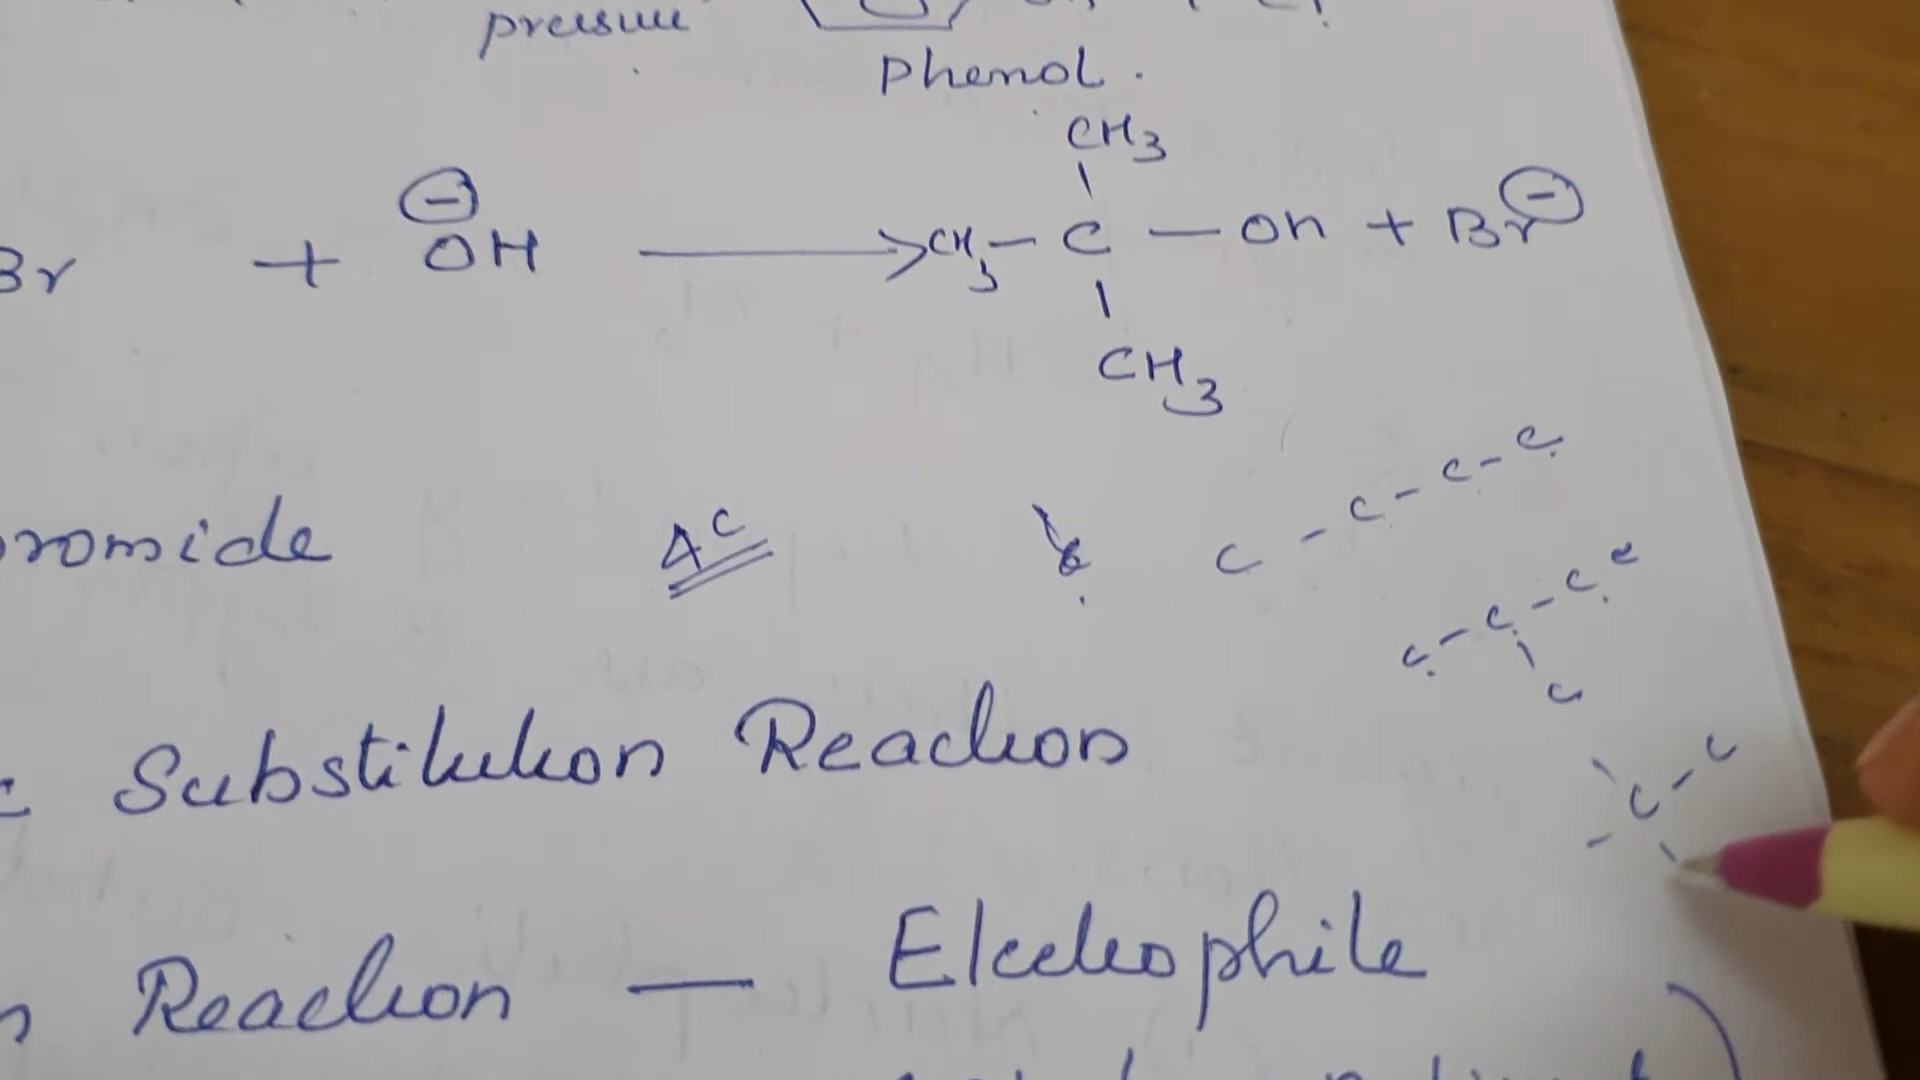 pressure
Phenol.
CH3
Br + OH ⊖ → CH3 - C - OH + Br ⊖
CH3
romide 4C C - C - C - C
C - C - C C
C
Substitution Reaction
C - C
Reaction — Electrophile